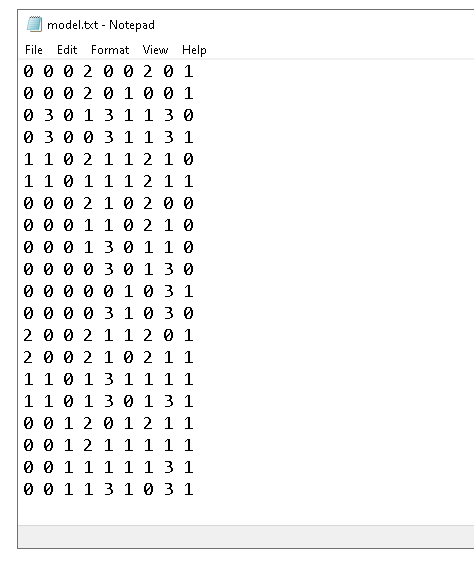 model.txt - Notepad
File Edit Format View Help
0 0 0 2 0 0 2 0 1
0 0 0 2 0 1 0 0 1
0 3 0 1 3 1 1 3 0
0 3 0 0 3 1 1 3 1
1 1 0 2 1 1 2 1 0
1 1 0 1 1 1 2 1 1
0 0 0 2 1 0 2 0 0
0 0 0 1 1 0 2 1 0
0 0 0 1 3 0 1 1 0
0 0 0 0 3 0 1 3 0
0 0 0 0 0 1 0 3 1
0 0 0 0 3 1 0 3 0
2 0 0 2 1 1 2 0 1
2 0 0 2 1 0 2 1 1
1 1 0 1 3 1 1 1 1
1 1 0 1 3 0 1 3 1
0 0 1 2 0 1 2 1 1
0 0 1 2 1 1 1 1 1
0 0 1 1 1 1 1 3 1
0 0 1 1 3 1 0 3 1